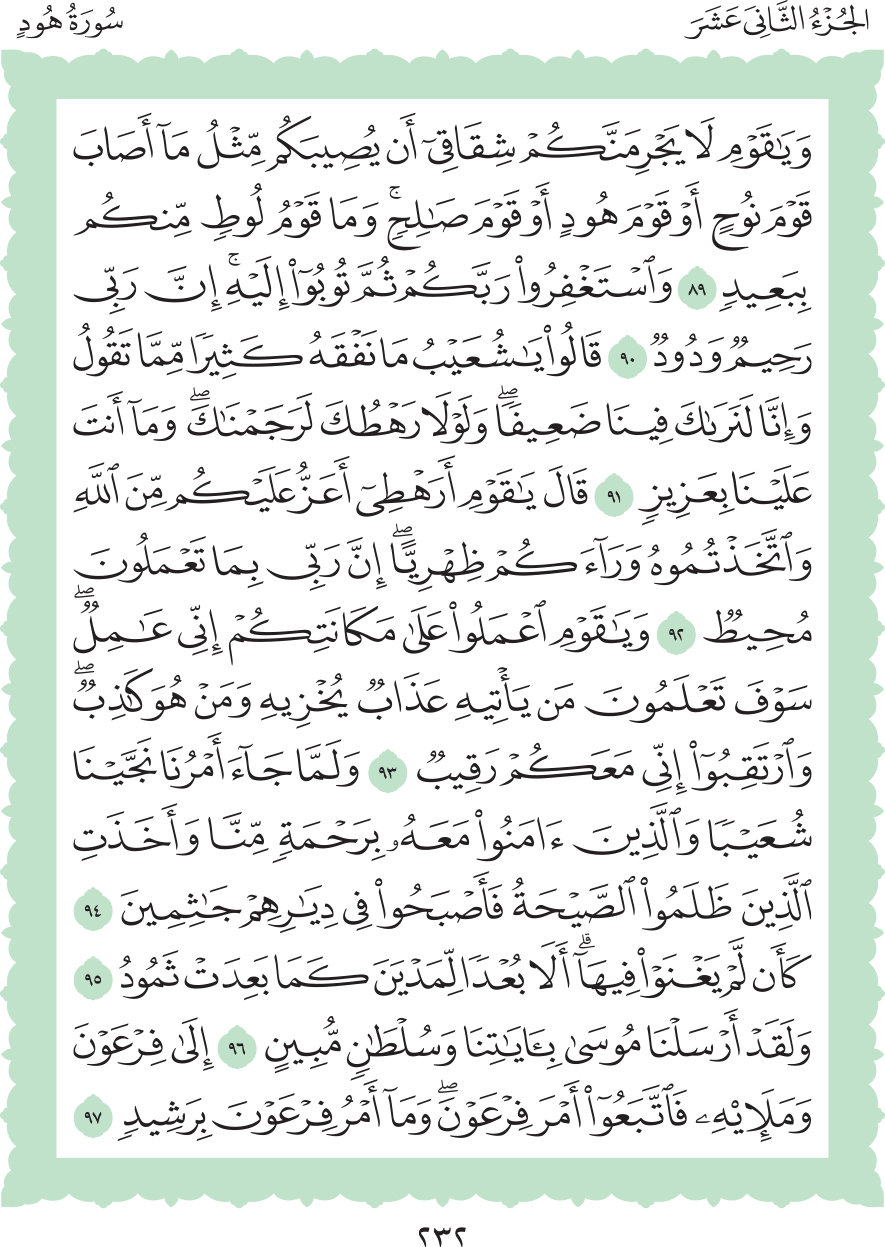 الجُزْءُ الثَّانِيَ عَشَرَ
سُورَةُ هُودٍ
وَيَٰقَوْمِ لَا يَجْرِمَنَّكُمْ شِقَاقِىٓ أَن يُصِيبَكُم مِّثْلُ مَآ أَصَابَ
قَوْمَ نُوحٍ أَوْ قَوْمَ هُودٍ أَوْ قَوْمَ صَٰلِحٍ ۚ وَمَا قَوْمُ لُوطٍ مِّنكُم
بِبَعِيدٍ ٨٩ وَٱسْتَغْفِرُوا۟ رَبَّكُمْ ثُمَّ تُوبُوٓا۟ إِلَيْهِ ۚ إِنَّ رَبِّى
رَحِيمٌ وَدُودٌ ٩٠ قَالُوا۟ يَٰشُعَيْبُ مَا نَفْقَهُ كَثِيرًا مِّمَّا تَقُولُ
وَإِنَّا لَنَرَىٰكَ فِينَا ضَعِيفًا ۖ وَلَوْلَا رَهْطُكَ لَرَجَمْنَٰكَ ۖ وَمَآ أَنتَ
عَلَيْنَا بِعَزِيزٍ ٩١ قَالَ يَٰقَوْمِ أَرَهْطِىٓ أَعَزُّ عَلَيْكُم مِّنَ ٱللَّهِ
وَٱتَّخَذْتُمُوهُ وَرَآءَكُمْ ظِهْرِيًّا ۖ إِنَّ رَبِّى بِمَا تَعْمَلُونَ
مُحِيطٌ ٩٢ وَيَٰقَوْمِ ٱعْمَلُوا۟ عَلَىٰ مَكَانَتِكُمْ إِنِّى عَٰمِلٌ ۖ
سَوْفَ تَعْلَمُونَ مَن يَأْتِيهِ عَذَابٌ يُخْزِيهِ وَمَنْ هُوَ كَٰذِبٌ ۖ
وَٱرْتَقِبُوٓا۟ إِنِّى مَعَكُمْ رَقِيبٌ ٩٣ وَلَمَّا جَآءَ أَمْرُنَا نَجَّيْنَا
شُعَيْبًا وَٱلَّذِينَ ءَامَنُوا۟ مَعَهُۥ بِرَحْمَةٍ مِّنَّا وَأَخَذَتِ
ٱلَّذِينَ ظَلَمُوا۟ ٱلصَّيْحَةُ فَأَصْبَحُوا۟ فِى دِيَٰرِهِمْ جَٰثِمِينَ ٩٤
كَأَن لَّمْ يَغْنَوْا۟ فِيهَآ ۗ أَلَا بُعْدًا لِّمَدْيَنَ كَمَا بَعِدَتْ ثَمُودُ ٩٥
وَلَقَدْ أَرْسَلْنَا مُوسَىٰ بِـَٔايَٰتِنَا وَسُلْطَٰنٍ مُّبِينٍ ٩٦ إِلَىٰ فِرْعَوْنَ
وَمَلَإِي۟هِۦ فَٱتَّبَعُوٓا۟ أَمْرَ فِرْعَوْنَ ۖ وَمَآ أَمْرُ فِرْعَوْنَ بِرَشِيدٍ ٩٧
٢٣٢